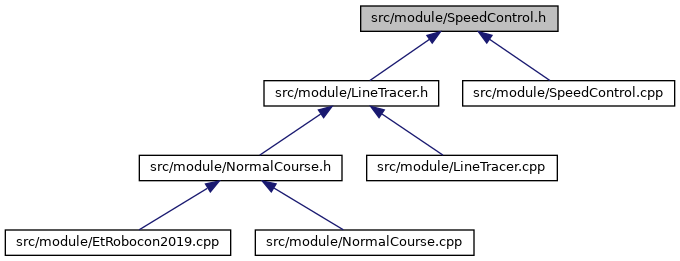 src/module/SpeedControl.h
src/module/LineTracer.h
src/module/SpeedControl.cpp
src/module/NormalCourse.h
src/module/LineTracer.cpp
src/module/EtRobocon2019.cpp
src/module/NormalCourse.cpp